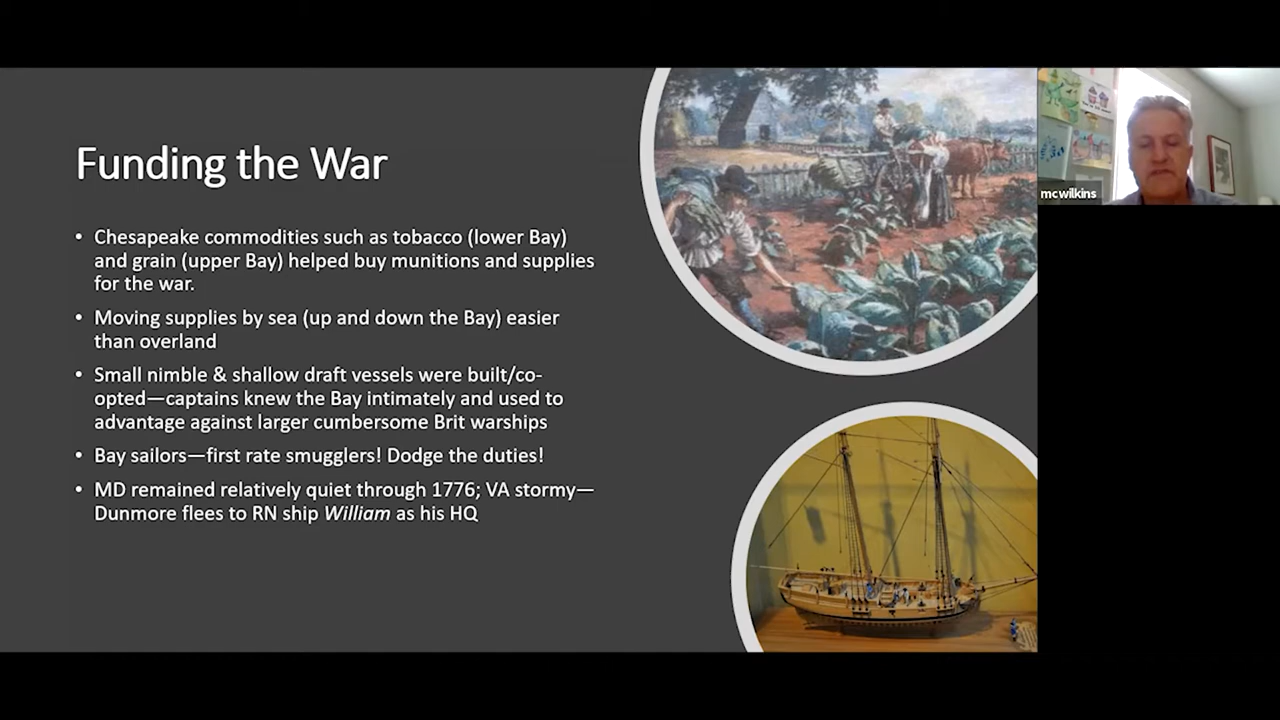 Funding the War
• Chesapeake commodities such as tobacco (lower Bay)
and grain (upper Bay) helped buy munitions and supplies
for the war.
• Moving supplies by sea (up and down the Bay) easier
than overland
• Small nimble & shallow draft vessels were built/co-
opted—captains knew the Bay intimately and used to
advantage against larger cumbersome Brit warships
• Bay sailors—first rate smugglers! Dodge the duties!
• MD remained relatively quiet through 1776; VA stormy—
Dunmore flees to RN ship William as his HQ
mcwilkins